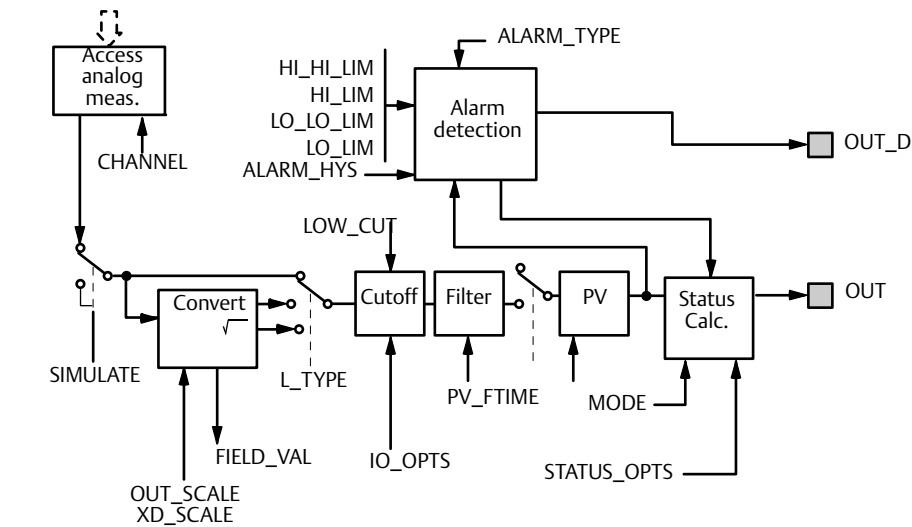 Access
analog
meas.
CHANNEL
ALARM_TYPE
HI_HI_LIM
HI_LIM
LO_LO_LIM
LO_LIM
ALARM_HYS
Alarm
detection
OUT_D
LOW_CUT
SIMULATE
Convert
√
L_TYPE
Cutoff
Filter
PV
Status
Calc.
OUT
PV_FTIME
MODE
FIELD_VAL
IO_OPTS
STATUS_OPTS
OUT_SCALE
XD_SCALE